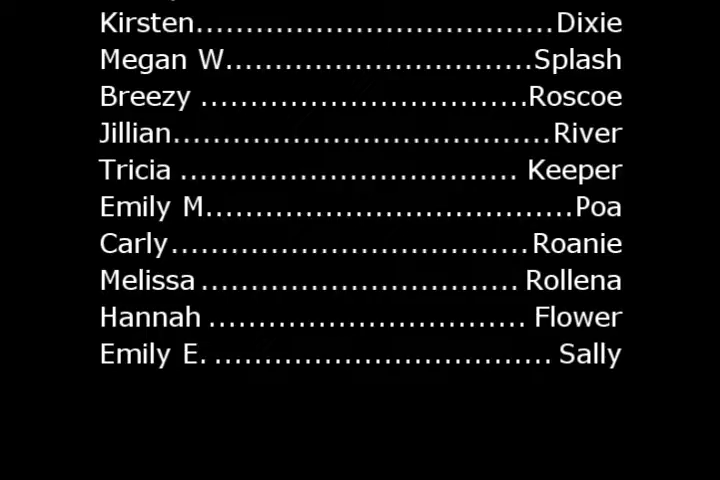 Kirsten....................................Dixie
Megan W...............................Splash
Breezy .................................Roscoe
Jillian......................................River
Tricia .................................. Keeper
Emily M.....................................Poa
Carly....................................Roanie
Melissa ................................ Rollena
Hannah ................................ Flower
Emily E. .................................. Sally